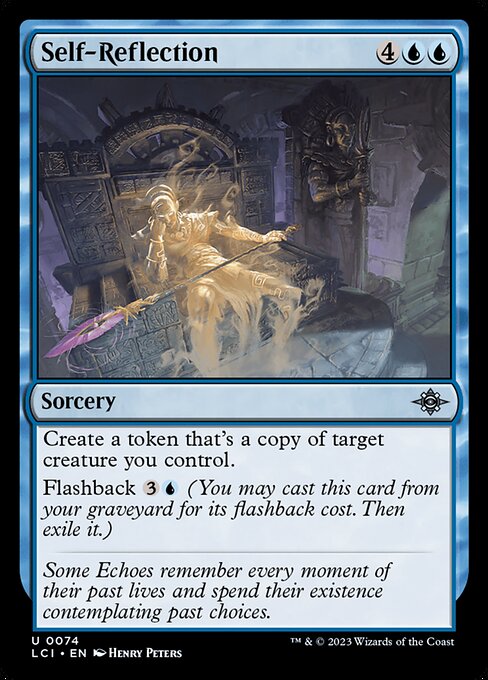 Self-Reflection 4
Sorcery
Create a token that's a copy of target
creature you control.
Flashback 3 (You may cast this card from
your graveyard for its flashback cost. Then
exile it.)
Some Echoes remember every moment of
their past lives and spend their existence
contemplating past choices.
U 0074
LCI • EN Henry Peters
™ & © 2023 Wizards of the Coast